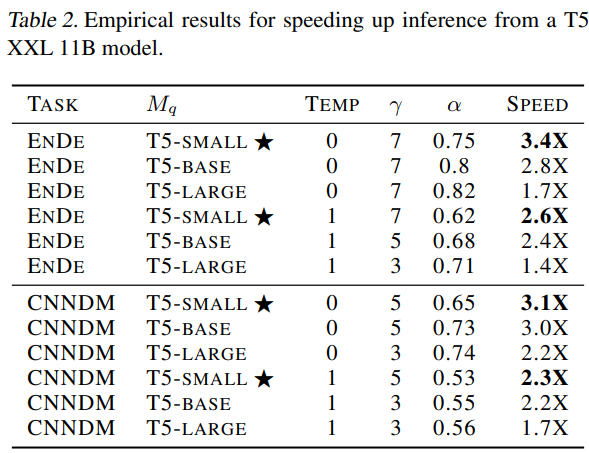 Table 2. Empirical results for speeding up inference from a T5
XXL 11B model.
TASK Mq TEMP γ α SPEED
ENDE T5-SMALL ★ 0 7 0.75 3.4X
ENDE T5-BASE 0 7 0.8 2.8X
ENDE T5-LARGE 0 7 0.82 1.7X
ENDE T5-SMALL ★ 1 7 0.62 2.6X
ENDE T5-BASE 1 5 0.68 2.4X
ENDE T5-LARGE 1 3 0.71 1.4X
CNNDM T5-SMALL ★ 0 5 0.65 3.1X
CNNDM T5-BASE 0 5 0.73 3.0X
CNNDM T5-LARGE 0 3 0.74 2.2X
CNNDM T5-SMALL ★ 1 5 0.53 2.3X
CNNDM T5-BASE 1 3 0.55 2.2X
CNNDM T5-LARGE 1 3 0.56 1.7X